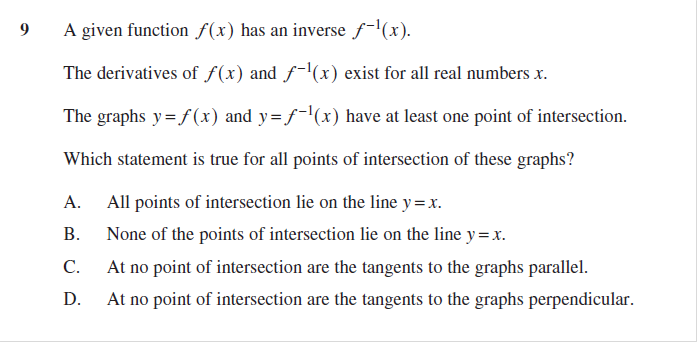 9 A given function f(x) has an inverse f⁻¹(x).
The derivatives of f(x) and f⁻¹(x) exist for all real numbers x.
The graphs y = f(x) and y = f⁻¹(x) have at least one point of intersection.
Which statement is true for all points of intersection of these graphs?
A. All points of intersection lie on the line y = x.
B. None of the points of intersection lie on the line y = x.
C. At no point of intersection are the tangents to the graphs parallel.
D. At no point of intersection are the tangents to the graphs perpendicular.